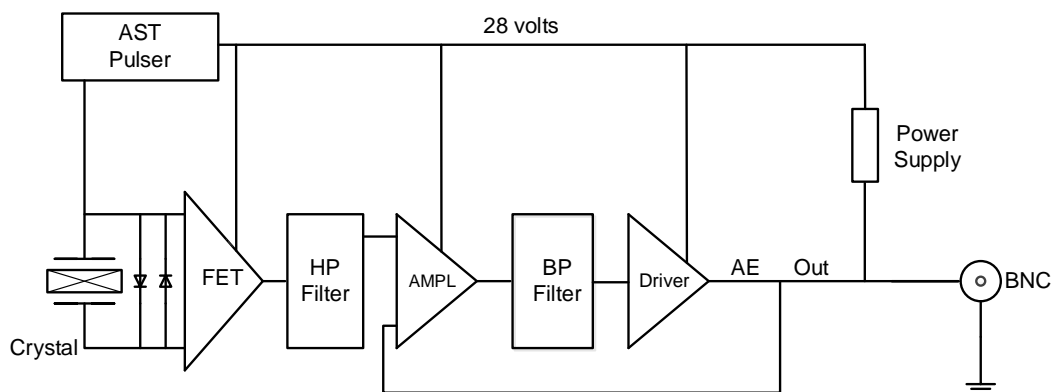 AST
Pulser
28 volts
Power
Supply
FET
HP
Filter
AMPL
BP
Filter
Driver
AE Out
BNC
Crystal